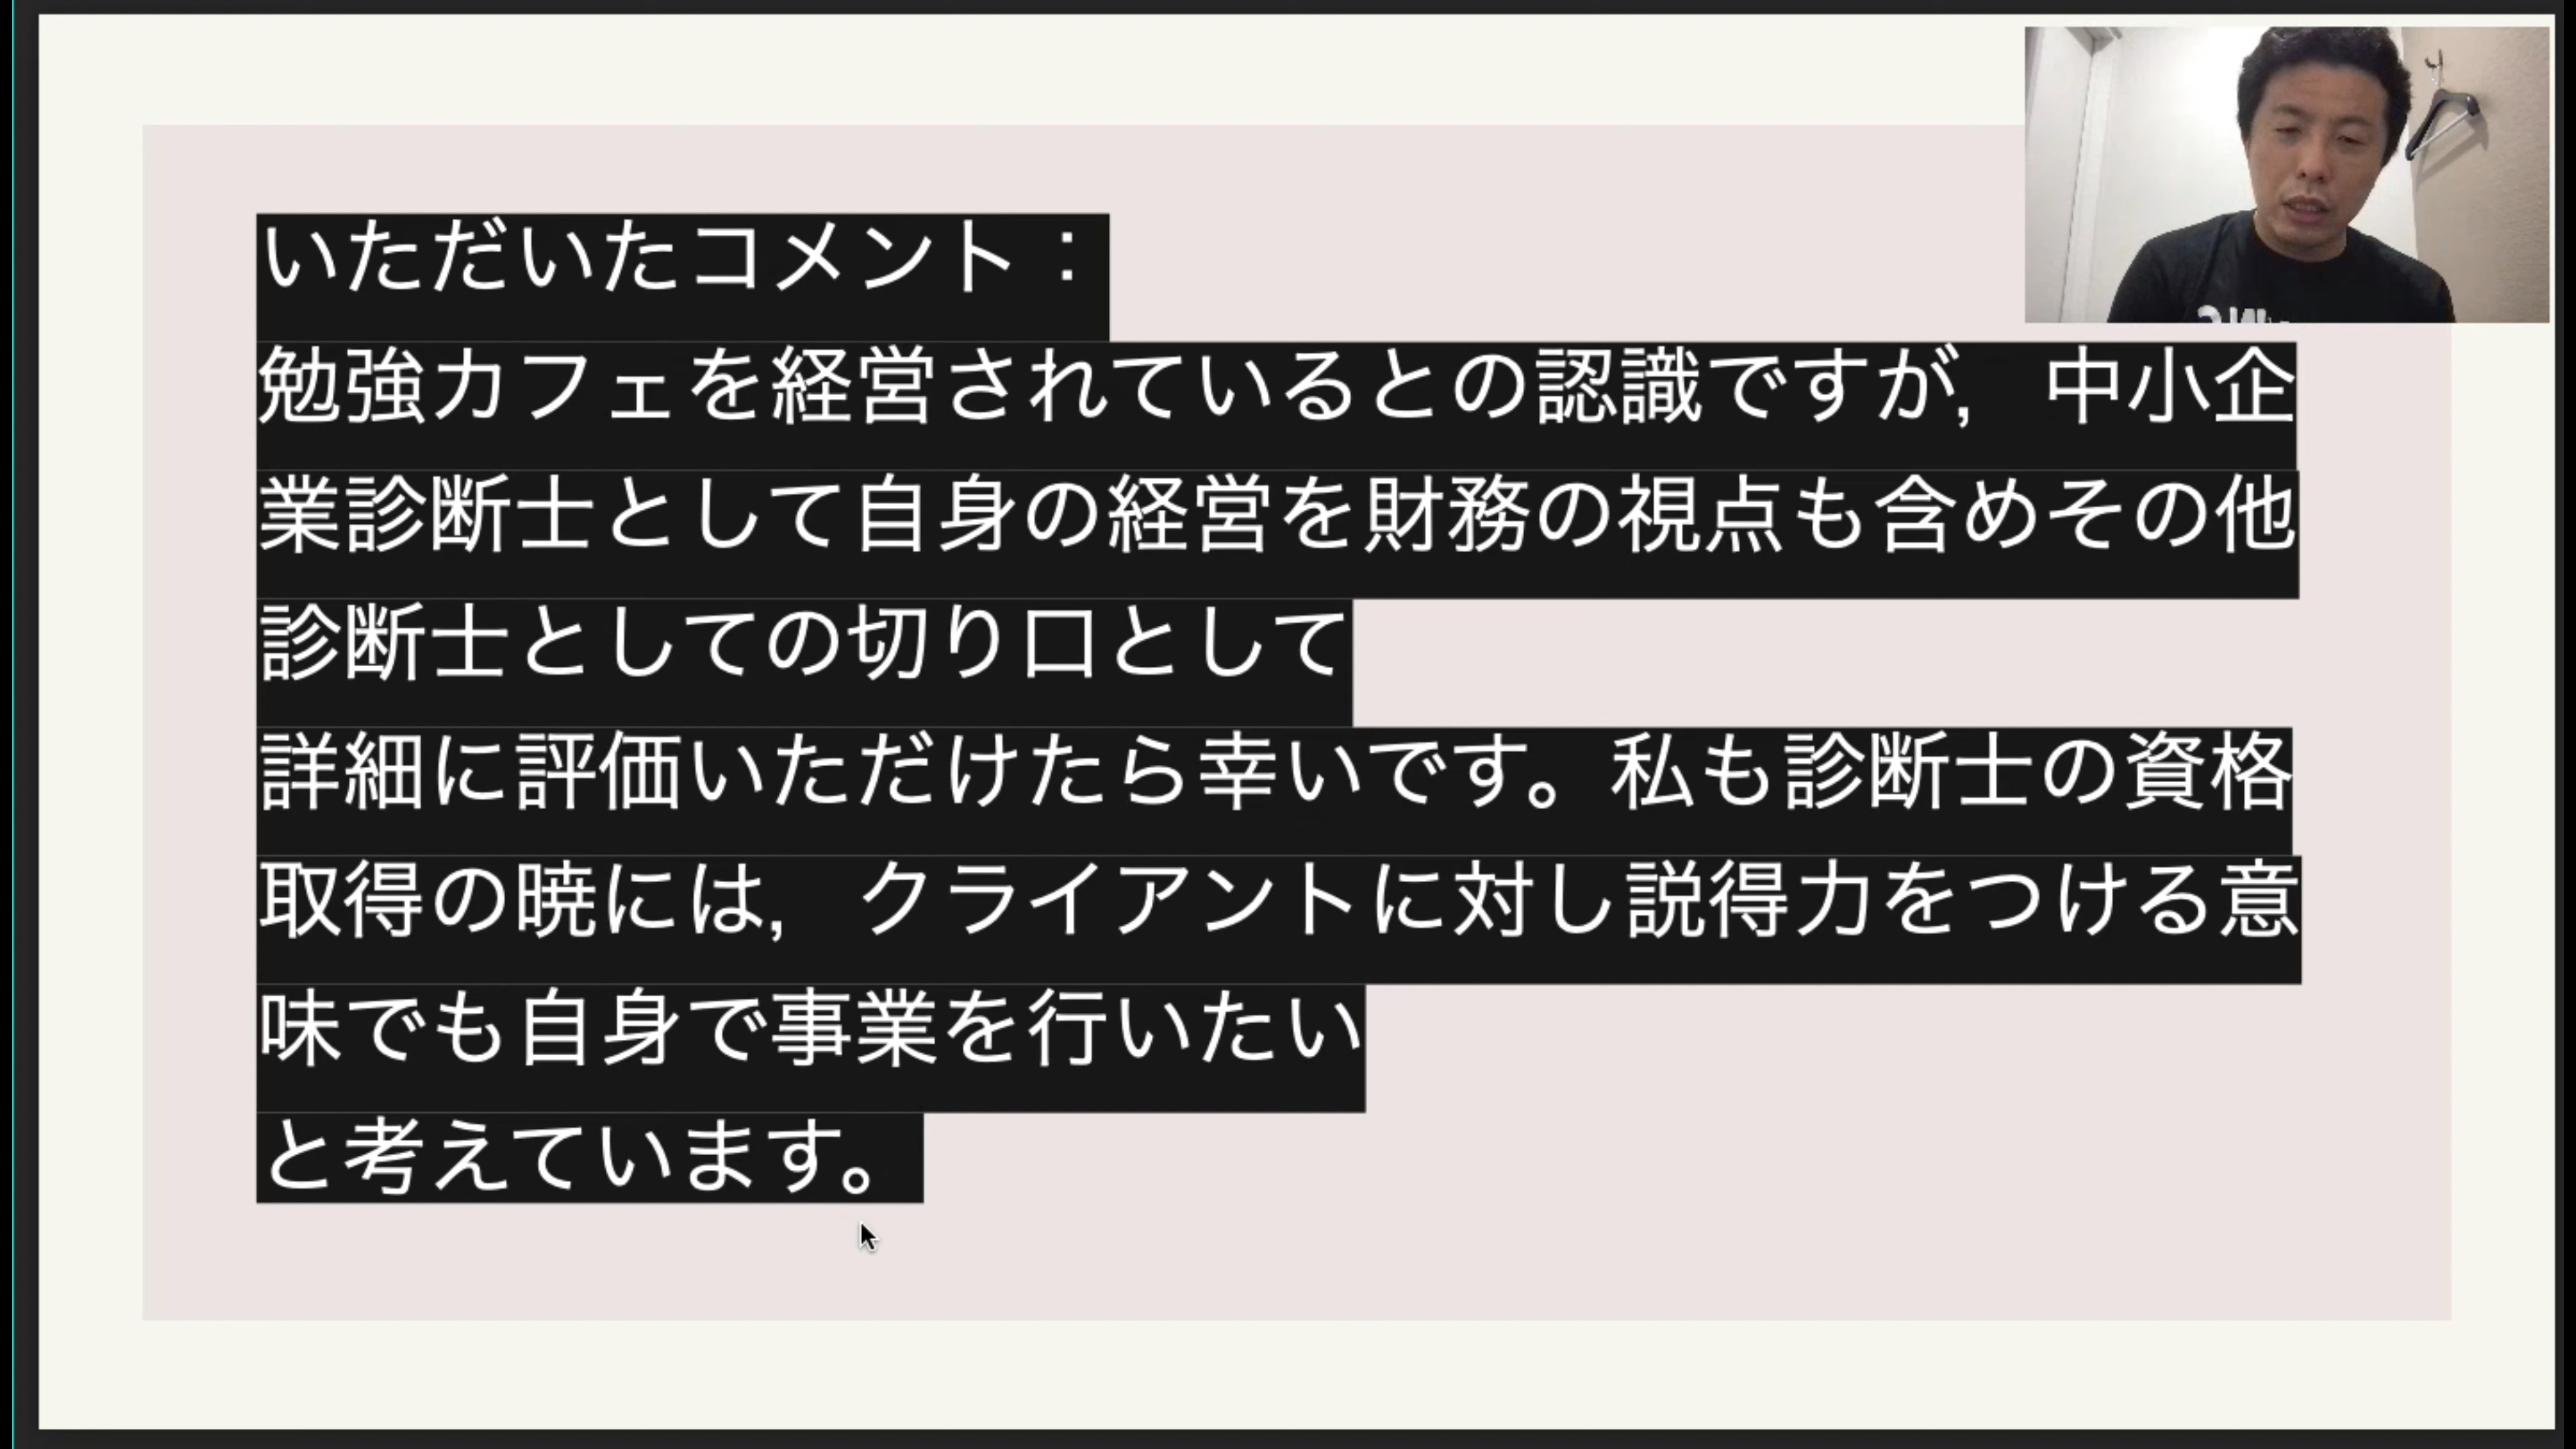 いただいたコメント：
勉強カフェを経営されているとの認識ですが,　中小企
業診断士として自身の経営を財務の視点も含めその他
診断士としての切り口として
詳細に評価いただけたら幸いです。私も診断士の資格
取得の暁には,　クライアントに対し説得力をつける意
味でも自身で事業を行いたい
と考えています。